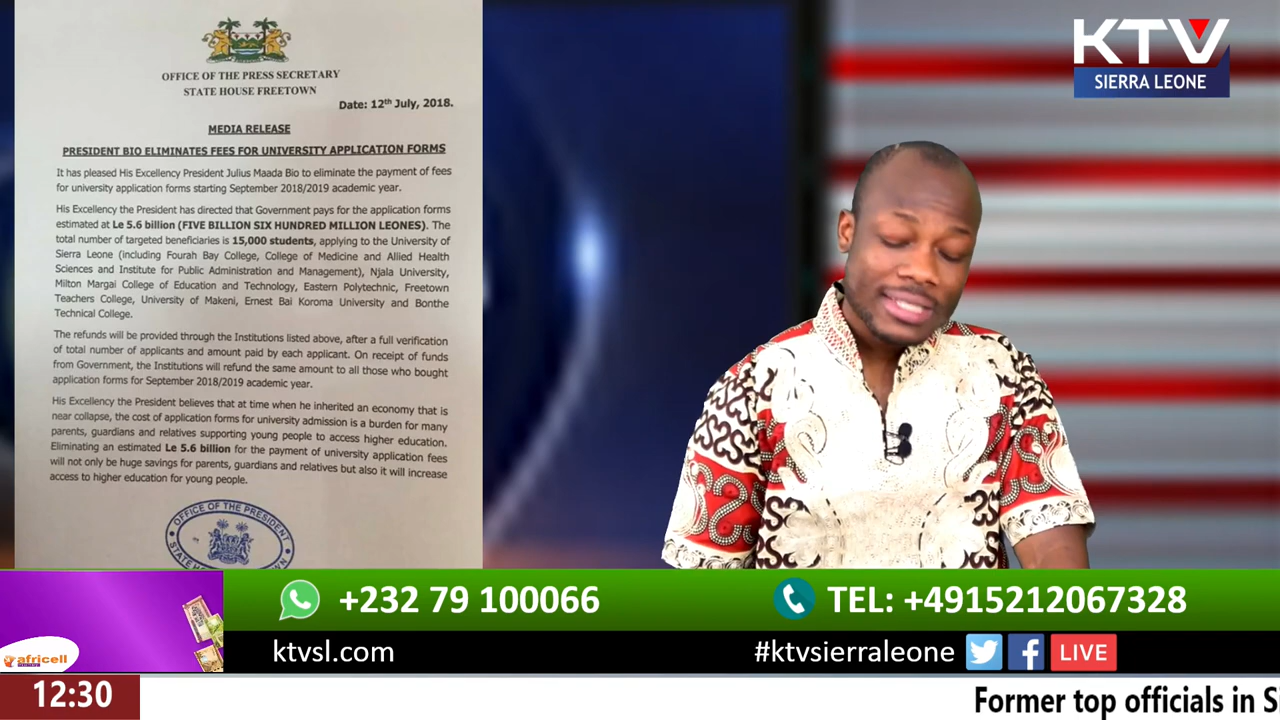 OFFICE OF THE PRESS SECRETARY
STATE HOUSE FREETOWN
Date: 12th July, 2018.
MEDIA RELEASE
PRESIDENT BIO ELIMINATES FEES FOR UNIVERSITY APPLICATION FORMS
It has pleased His Excellency President Julius Maada Bio to eliminate the payment of fees
for university application forms starting September 2018/2019 academic year.
His Excellency the President has directed that Government pays for the application forms
estimated at Le 5.6 billion (FIVE BILLION SIX HUNDRED MILLION LEONES). The
total number of targeted beneficiaries is 15,000 students, applying to the University of
Sierra Leone (including Fourah Bay College, College of Medicine and Allied Health
Sciences and Institute for Public Administration and Management), Njala University,
Milton Margai College of Education and Technology, Eastern Polytechnic, Freetown
Teachers College, University of Makeni, Ernest Bai Koroma University and Bonthe
Technical College.
The refunds will be provided through the Institutions listed above, after a full verification
of total number of applicants and amount paid by each applicant. On receipt of funds
from Government, the Institutions will refund the same amount to all those who bought
application forms for September 2018/2019 academic year.
His Excellency the President believes that at time when he inherited an economy that is
near collapse, the cost of application forms for university admission is a burden for many
parents, guardians and relatives supporting young people to access higher education.
Eliminating an estimated Le 5.6 billion for the payment of university application fees
will not only be huge savings for parents, guardians and relatives but also it will increase
access to higher education for young people.
OFFICE OF THE PRESIDENT
STATE HOUSE
KTV
SIERRA LEONE
+232 79 100066
TEL: +4915212067328
africell
ktvsl.com
#ktvsierraleone
LIVE
12:30
Former top officials in Si